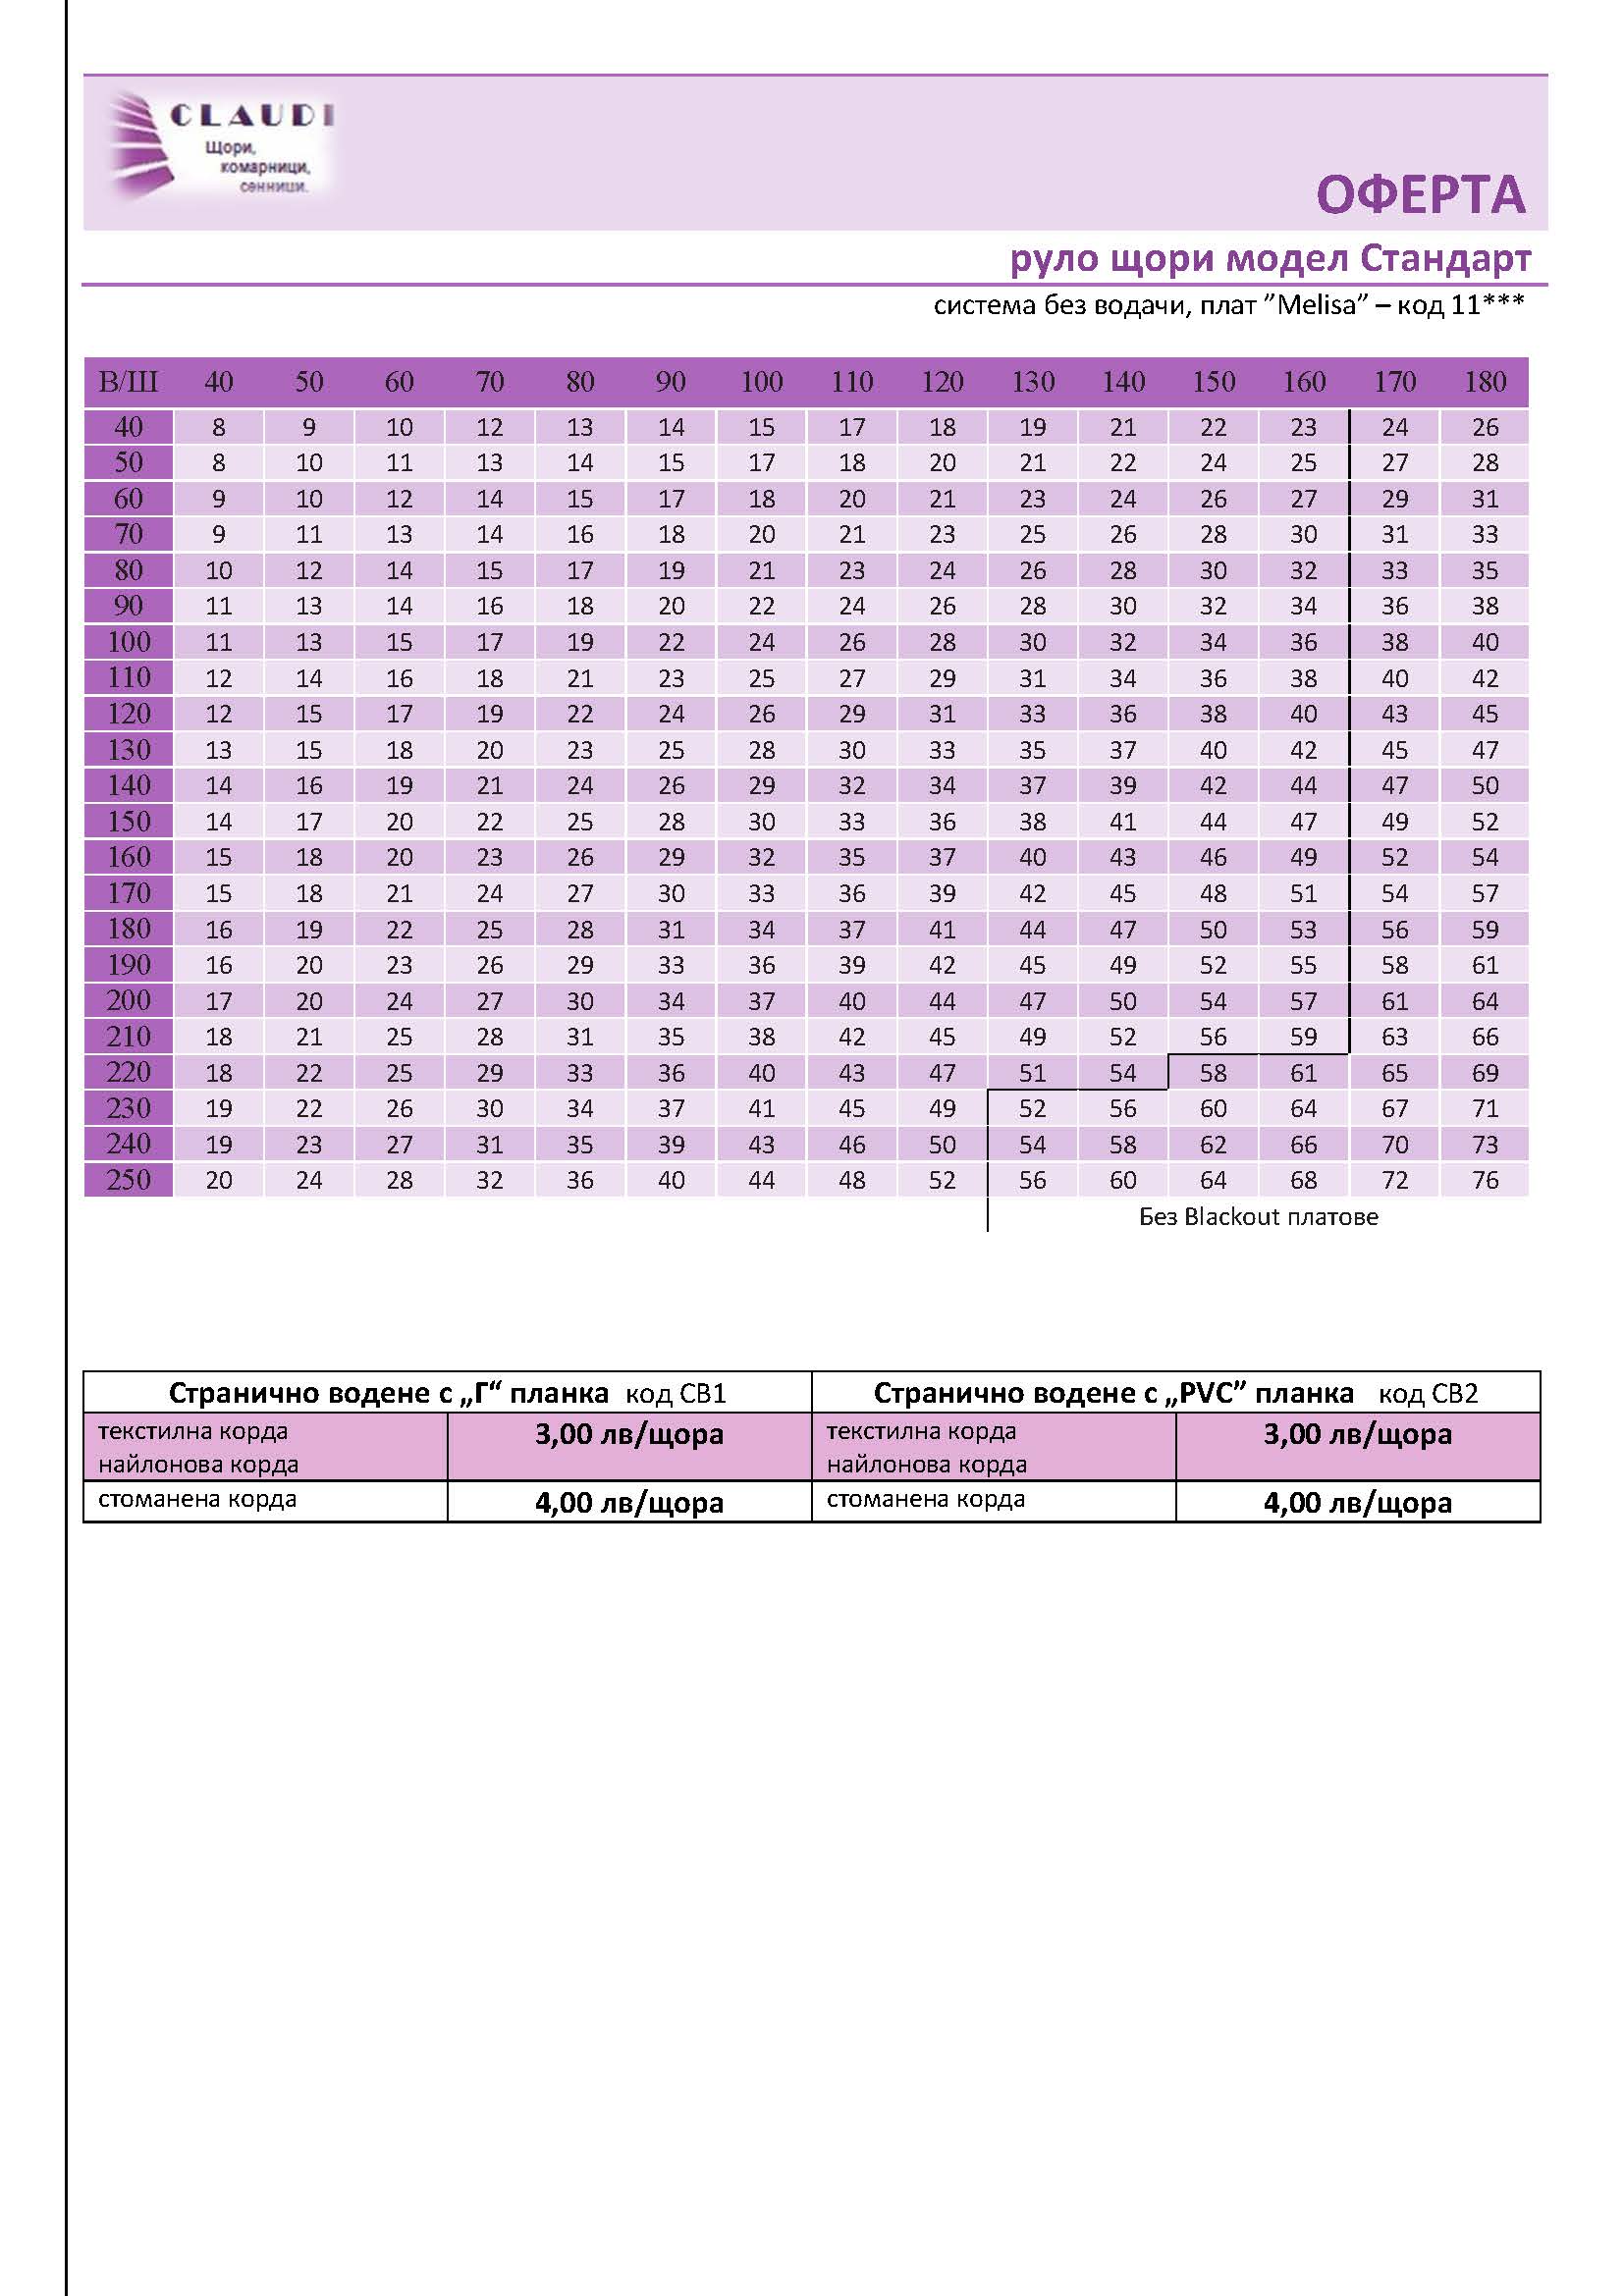 CLAUDI
Щори,
комарници,
сенници.
ОФЕРТА
руло щори модел Стандарт
система без водачи, плат ”Melisa” – код 11***
В/Ш 40 50 60 70 80 90 100 110 120 130 140 150 160 170 180
40 8 9 10 12 13 14 15 17 18 19 21 22 23 24 26
50 8 10 11 13 14 15 17 18 20 21 22 24 25 27 28
60 9 10 12 14 15 17 18 20 21 23 24 26 27 29 31
70 9 11 13 14 16 18 20 21 23 25 26 28 30 31 33
80 10 12 14 15 17 19 21 23 24 26 28 30 32 33 35
90 11 13 14 16 18 20 22 24 26 28 30 32 34 36 38
100 11 13 15 17 19 22 24 26 28 30 32 34 36 38 40
110 12 14 16 18 21 23 25 27 29 31 34 36 38 40 42
120 12 15 17 19 22 24 26 29 31 33 36 38 40 43 45
130 13 15 18 20 23 25 28 30 33 35 37 40 42 45 47
140 14 16 19 21 24 26 29 32 34 37 39 42 44 47 50
150 14 17 20 22 25 28 30 33 36 38 41 44 47 49 52
160 15 18 20 23 26 29 32 35 37 40 43 46 49 52 54
170 15 18 21 24 27 30 33 36 39 42 45 48 51 54 57
180 16 19 22 25 28 31 34 37 41 44 47 50 53 56 59
190 16 20 23 26 29 33 36 39 42 45 49 52 55 58 61
200 17 20 24 27 30 34 37 40 44 47 50 54 57 61 64
210 18 21 25 28 31 35 38 42 45 49 52 56 59 63 66
220 18 22 25 29 33 36 40 43 47 51 54 58 61 65 69
230 19 22 26 30 34 37 41 45 49 52 56 60 64 67 71
240 19 23 27 31 35 39 43 46 50 54 58 62 66 70 73
250 20 24 28 32 36 40 44 48 52 56 60 64 68 72 76
Без Blackout платове
Странично водене с „Г“ планка код СВ1 Странично водене с „PVC” планка код СВ2
текстилна корда 3,00 лв/щора текстилна корда 3,00 лв/щора
найлонова корда найлонова корда
стоманена корда 4,00 лв/щора стоманена корда 4,00 лв/щора